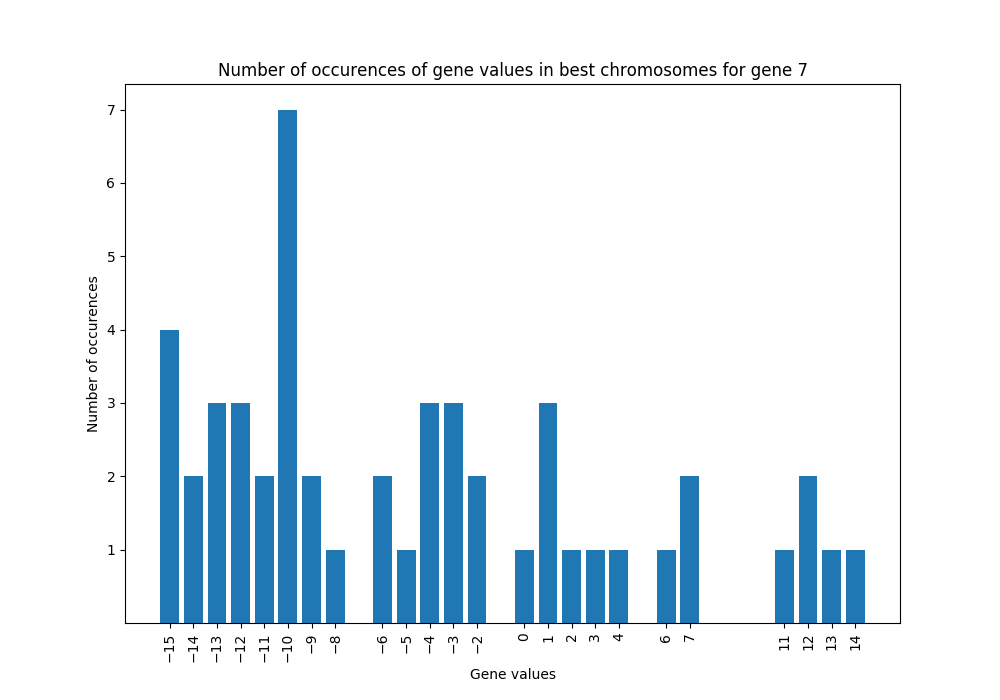 Number of occurences of gene values in best chromosomes for gene 7
Number of occurences
7
6
5
4
3
2
1
−15 −14 −13 −12 −11 −10 −9 −8 −6 −5 −4 −3 −2 0 1 2 3 4 6 7 11 12 13 14
Gene values